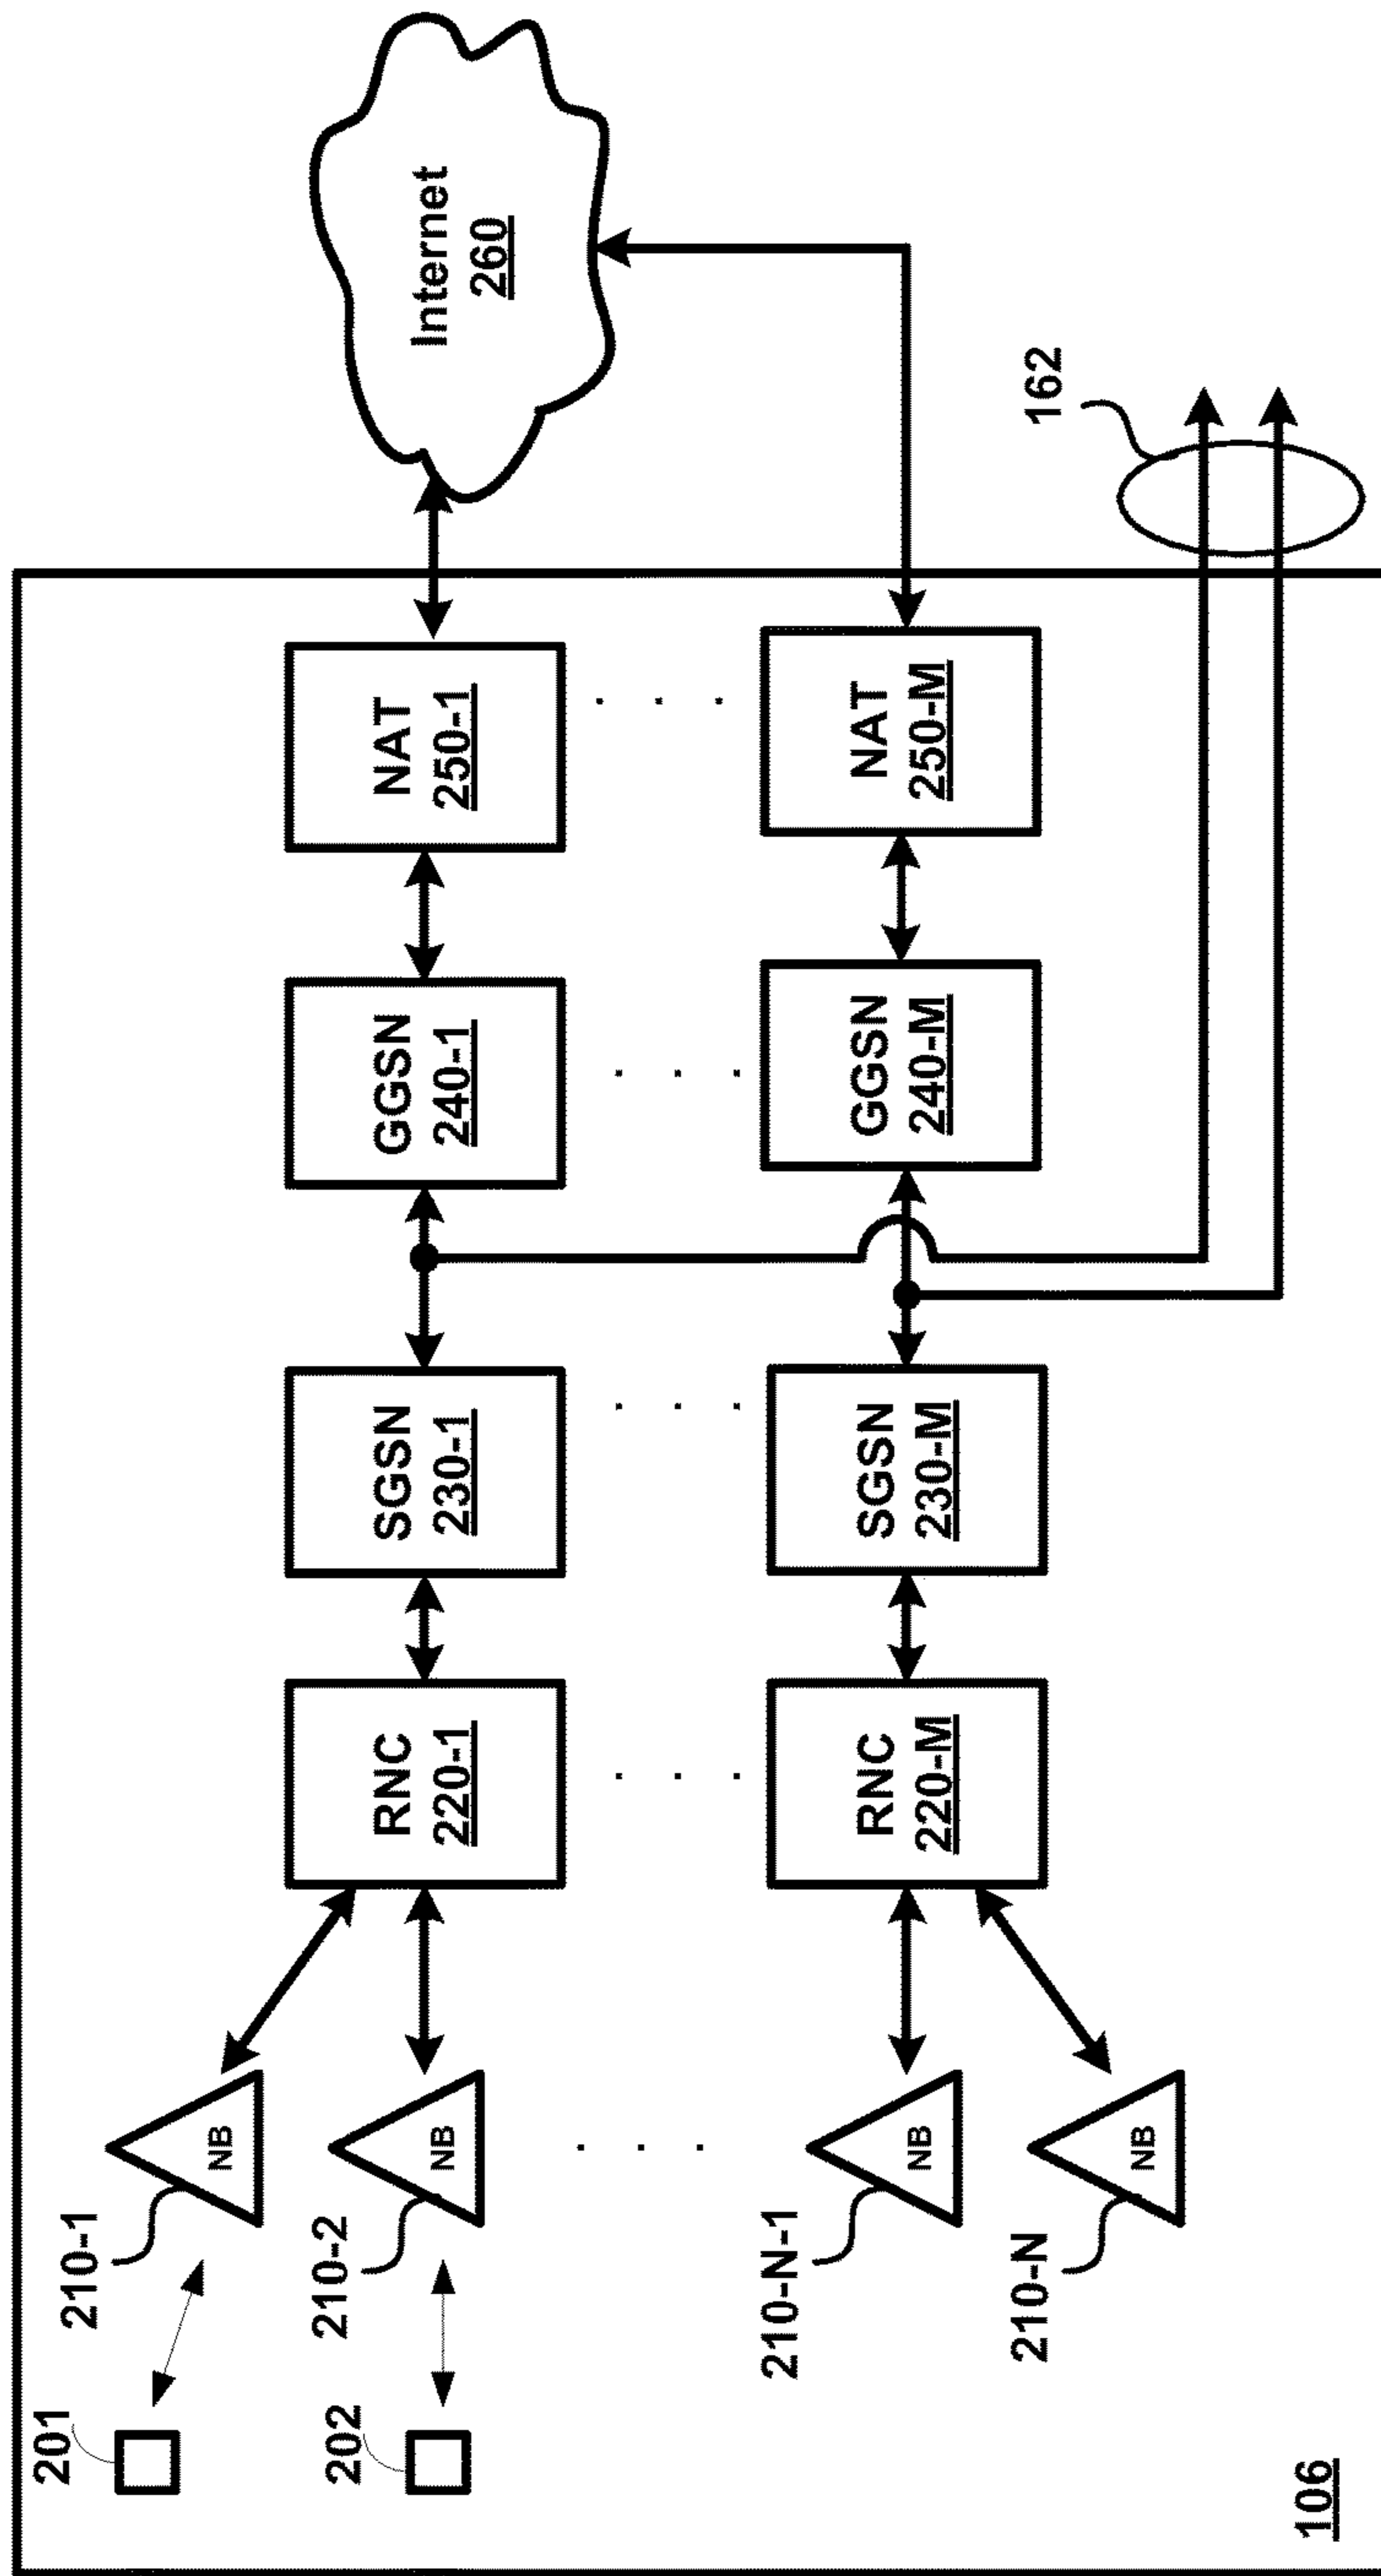 201
202
210-1
NB
210-2
NB
210-N-1
NB
210-N
NB
RNC
220-1
RNC
220-M
SGSN
230-1
SGSN
230-M
GGSN
240-1
GGSN
240-M
NAT
250-1
NAT
250-M
Internet
260
162
106